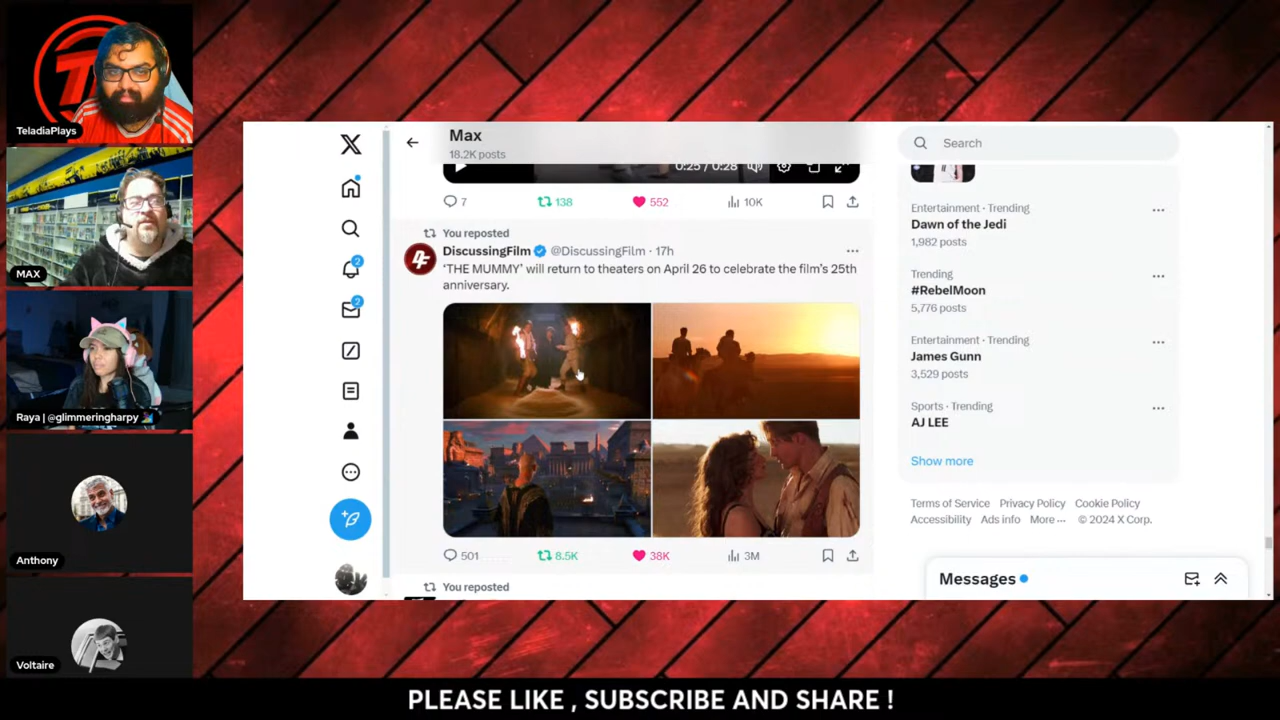 TeladiaPlays
MAX
Raya | @glimmeringharpy
Anthony
Voltaire
Max
18.2K posts
0:25 / 0:28
7 138 552 10K
You reposted
DiscussingFilm @DiscussingFilm · 17h
‘THE MUMMY’ will return to theaters on April 26 to celebrate the film’s 25th
anniversary.
501 8.5K 38K 3M
You reposted
2
2
Search
Entertainment · Trending
Dawn of the Jedi
1,982 posts
Trending
#RebelMoon
5,776 posts
Entertainment · Trending
James Gunn
3,529 posts
Sports · Trending
AJ LEE
Show more
Terms of Service Privacy Policy Cookie Policy
Accessibility Ads info More ··· © 2024 X Corp.
Messages
PLEASE LIKE , SUBSCRIBE AND SHARE !